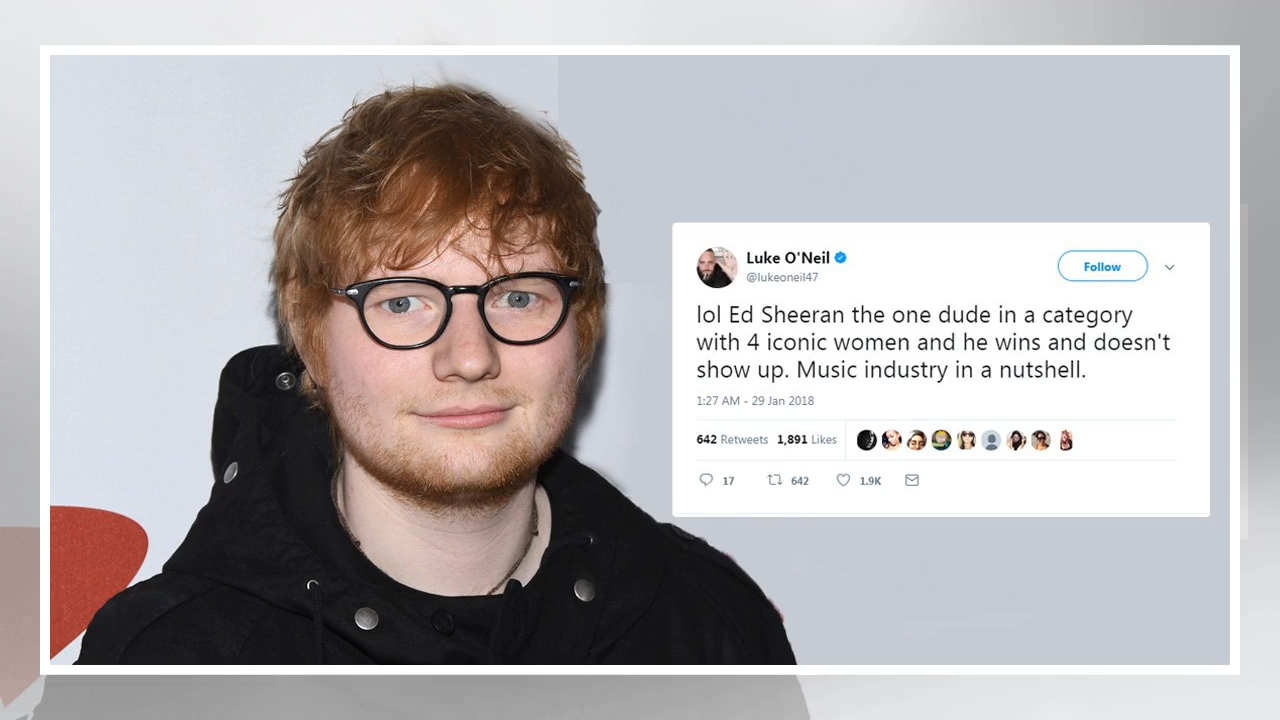 Luke O'Neil
@lukeoneil47
Follow
lol Ed Sheeran the one dude in a category
with 4 iconic women and he wins and doesn't
show up. Music industry in a nutshell.
1:27 AM - 29 Jan 2018
642 Retweets 1,891 Likes
17 642 1.9K